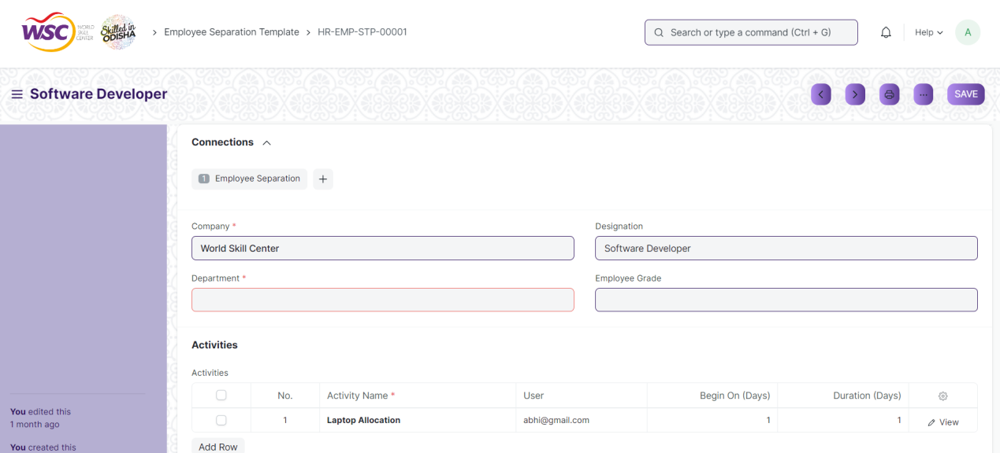 WSC WORLD SKILL CENTER Skilled in ODISHA > Employee Separation Template > HR-EMP-STP-00001 Search or type a command (Ctrl + G) Help A
Software Developer SAVE
Connections
1 Employee Separation +
Company * Designation
World Skill Center Software Developer
Department * Employee Grade
Activities
Activities
No. Activity Name * User Begin On (Days) Duration (Days)
1 Laptop Allocation abhi@gmail.com 1 1 View
Add Row
You edited this
1 month ago
You created this